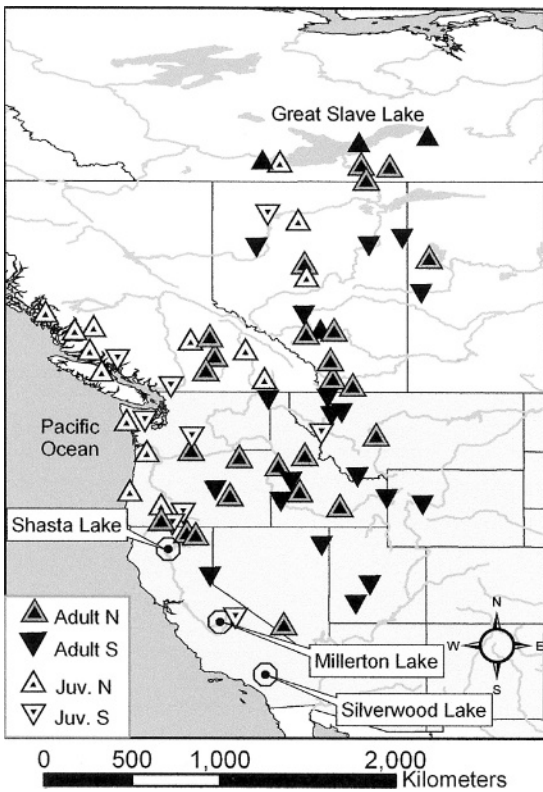 Great Slave Lake
Pacific
Ocean
Shasta Lake
Adult N
Adult S
Juv. N
Juv. S
Millerton Lake
Silverwood Lake
N
W E
S
0 500 1,000 2,000
Kilometers